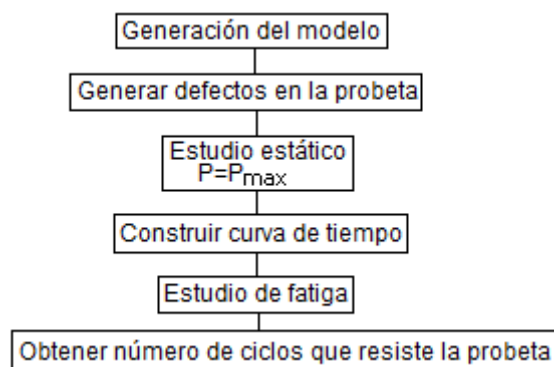 Generación del modelo
Generar defectos en la probeta
Estudio estático
P=Pmax
Construir curva de tiempo
Estudio de fatiga
Obtener número de ciclos que resiste la probeta